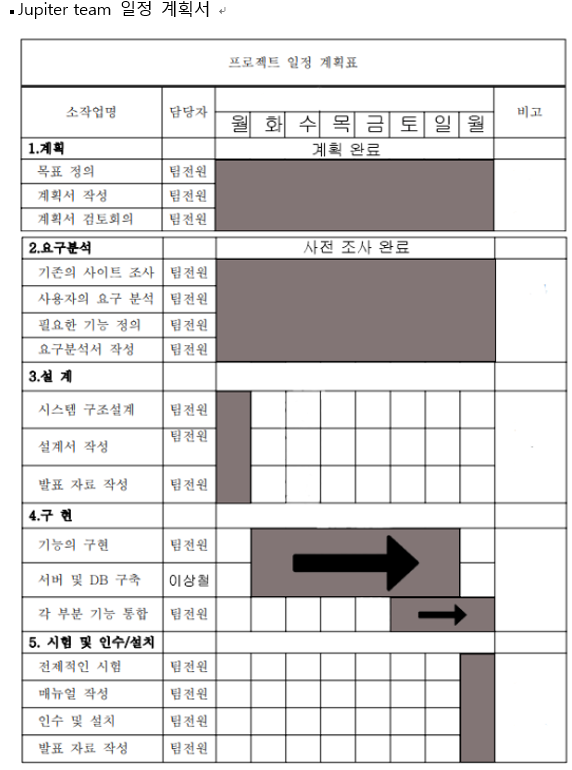 ▪Jupiter team 일정 계획서 ↵
프로젝트 일정 계획표
소작업명 담당자 월 화 수 목 금 토 일 월 비고
1.계획 계획 완료
목표 정의 팀전원
계획서 작성 팀전원
계획서 검토회의 팀전원
2.요구분석 사전 조사 완료
기존의 사이트 조사 팀전원
사용자의 요구 분석 팀전원
필요한 기능 정의 팀전원
요구분석서 작성 팀전원
3.설 계
시스템 구조설계 팀전원
설계서 작성 팀전원
발표 자료 작성 팀전원
4.구 현
기능의 구현 팀전원
서버 및 DB 구축 이상철
각 부분 기능 통합 팀전원
5. 시험 및 인수/설치
전제적인 시험 팀전원
매뉴얼 작성 팀전원
인수 및 설치 팀전원
발표 자료 작성 팀전원